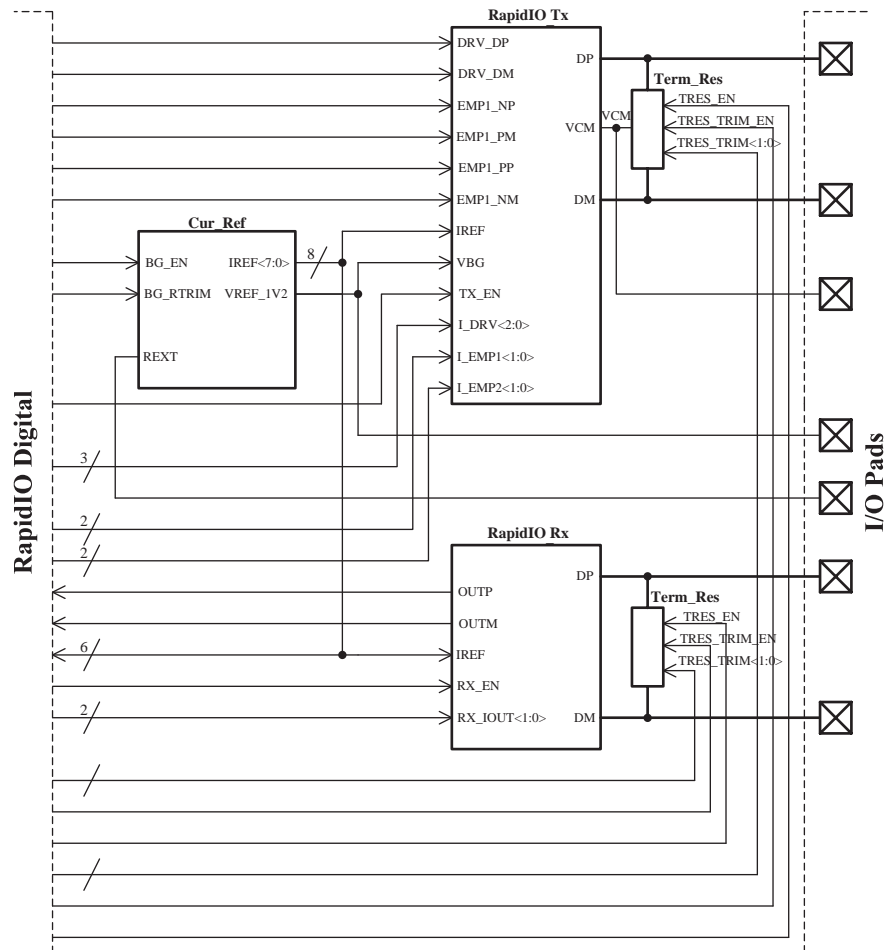 RapidIO Tx
DRV_DP
DP
DRV_DM
Term_Res
TRES_EN
EMP1_NP
VCM
TRES_TRIM_EN
EMP1_PM
VCM
TRES_TRIM<1:0>
EMP1_PP
EMP1_NM
DM
Cur_Ref
IREF
8
BG_EN
IREF<7:0>
VBG
BG_RTRIM
VREF_1V2
TX_EN
I_DRV<2:0>
REXT
I_EMP1<1:0>
I_EMP2<1:0>
RapidIO Digital
I/O Pads
3
2
2
RapidIO Rx
DP
OUTP
Term_Res
TRES_EN
OUTM
TRES_TRIM_EN
6
IREF
TRES_TRIM<1:0>
RX_EN
2
RX_IOUT<1:0>
DM